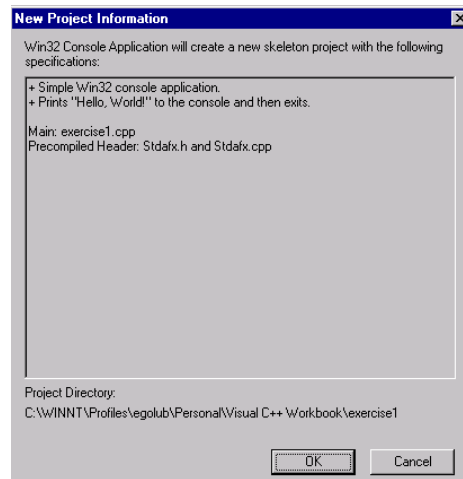 New Project Information
Win32 Console Application will create a new skeleton project with the following
specifications:
+ Simple Win32 console application.
+ Prints "Hello, World!" to the console and then exits.
Main: exercise1.cpp
Precompiled Header: Stdafx.h and Stdafx.cpp
Project Directory:
C:\WINNT\Profiles\egolub\Personal\Visual C++ Workbook\exercise1
OK Cancel